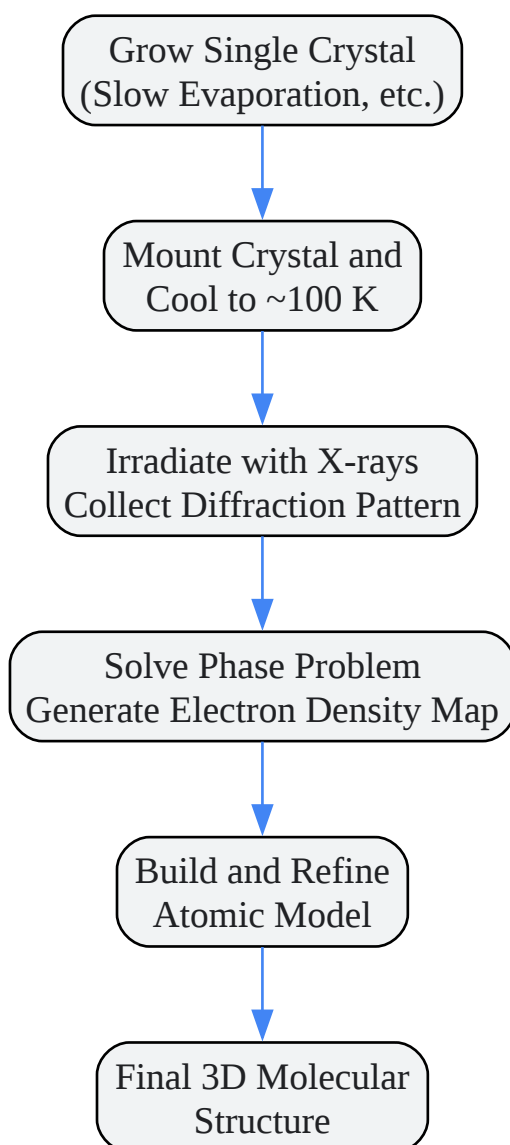 Grow Single Crystal
(Slow Evaporation, etc.)
Mount Crystal and
Cool to ~100 K
Irradiate with X-rays
Collect Diffraction Pattern
Solve Phase Problem
Generate Electron Density Map
Build and Refine
Atomic Model
Final 3D Molecular
Structure